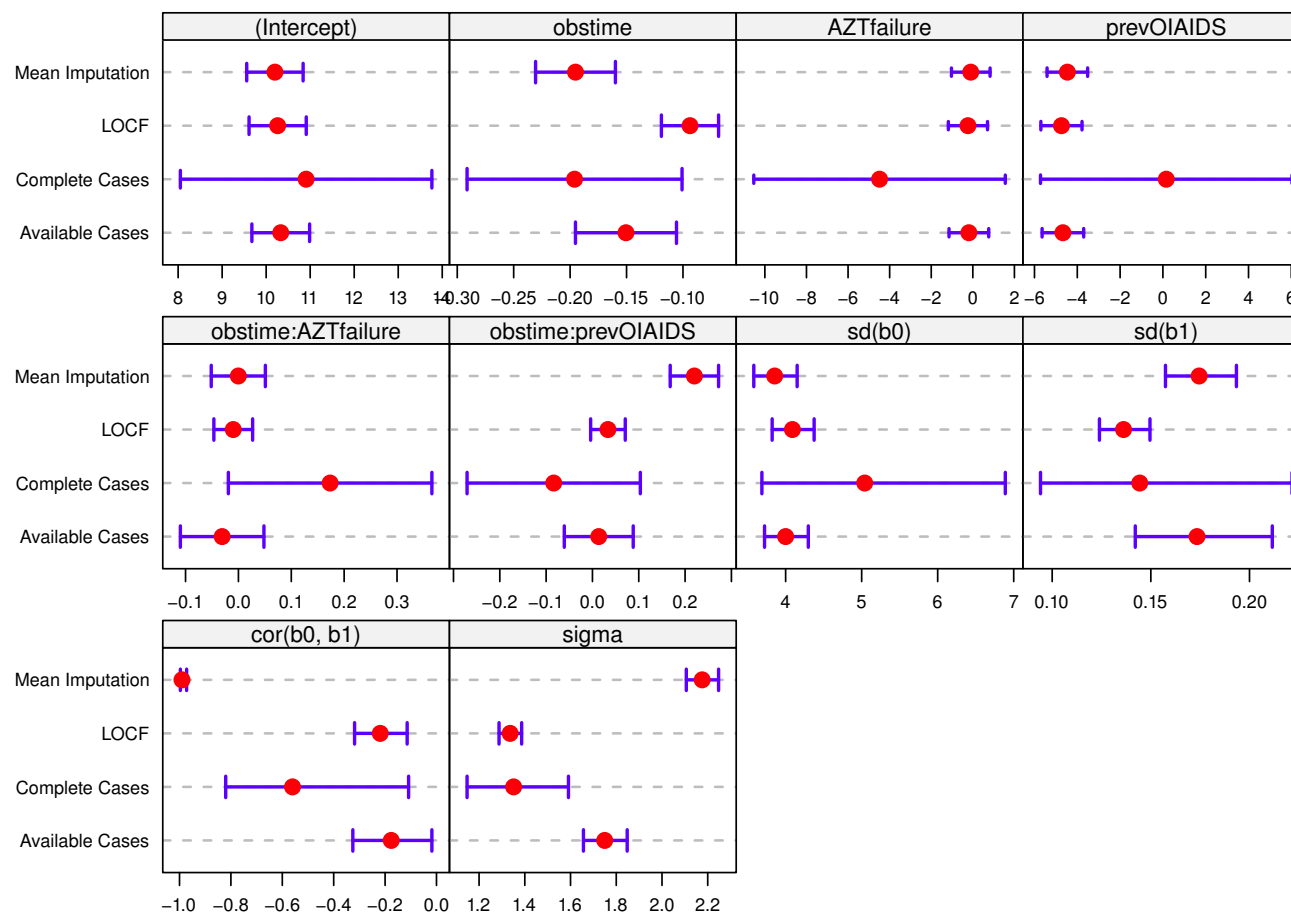 (Intercept) obstime AZTfailure prevOIAIDS
Mean Imputation
LOCF
Complete Cases
Available Cases
8 9 10 11 12 13 14 −0.30 −0.25 −0.20 −0.15 −0.10 −10 −8 −6 −4 −2 0 2 −6 −4 −2 0 2 4 6
obstime:AZTfailure obstime:prevOIAIDS sd(b0) sd(b1)
Mean Imputation
LOCF
Complete Cases
Available Cases
−0.1 0.0 0.1 0.2 0.3 −0.2 −0.1 0.0 0.1 0.2 4 5 6 7 0.10 0.15 0.20
cor(b0, b1) sigma
Mean Imputation
LOCF
Complete Cases
Available Cases
−1.0 −0.8 −0.6 −0.4 −0.2 0.0 1.2 1.4 1.6 1.8 2.0 2.2